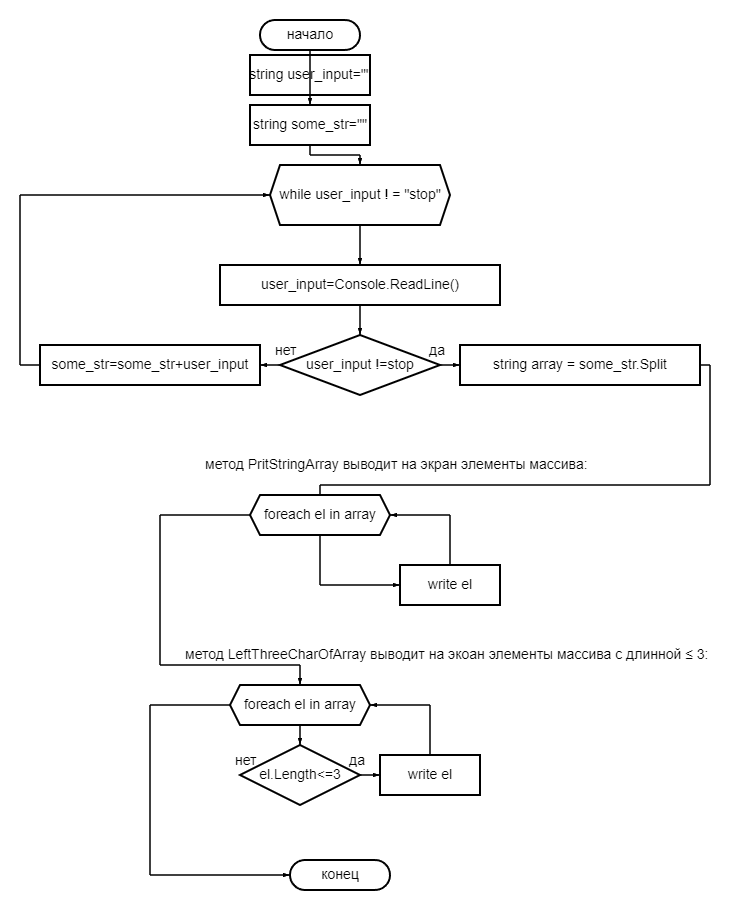 начало
string user_input=""
string some_str=""
while user_input ! = "stop"
user_input=Console.ReadLine()
нет
да
some_str=some_str+user_input
user_input !=stop
string array = some_str.Split
метод PritStringArray выводит на экран элементы массива:
foreach el in array
write el
метод LeftThreeCharOfArray выводит на экоан элементы массива с длинной ≤ 3:
foreach el in array
нет
да
el.Length<=3
write el
конец